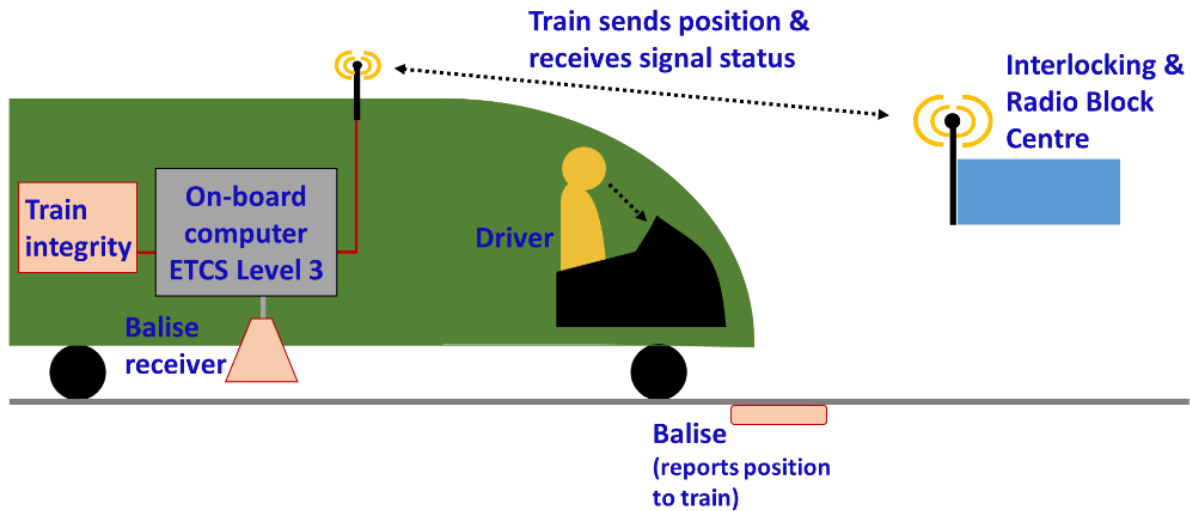 Train sends position &
receives signal status
Interlocking &
Radio Block
Centre
Train
integrity
On-board
computer
ETCS Level 3
Driver
Balise
receiver
Balise
(reports position
to train)